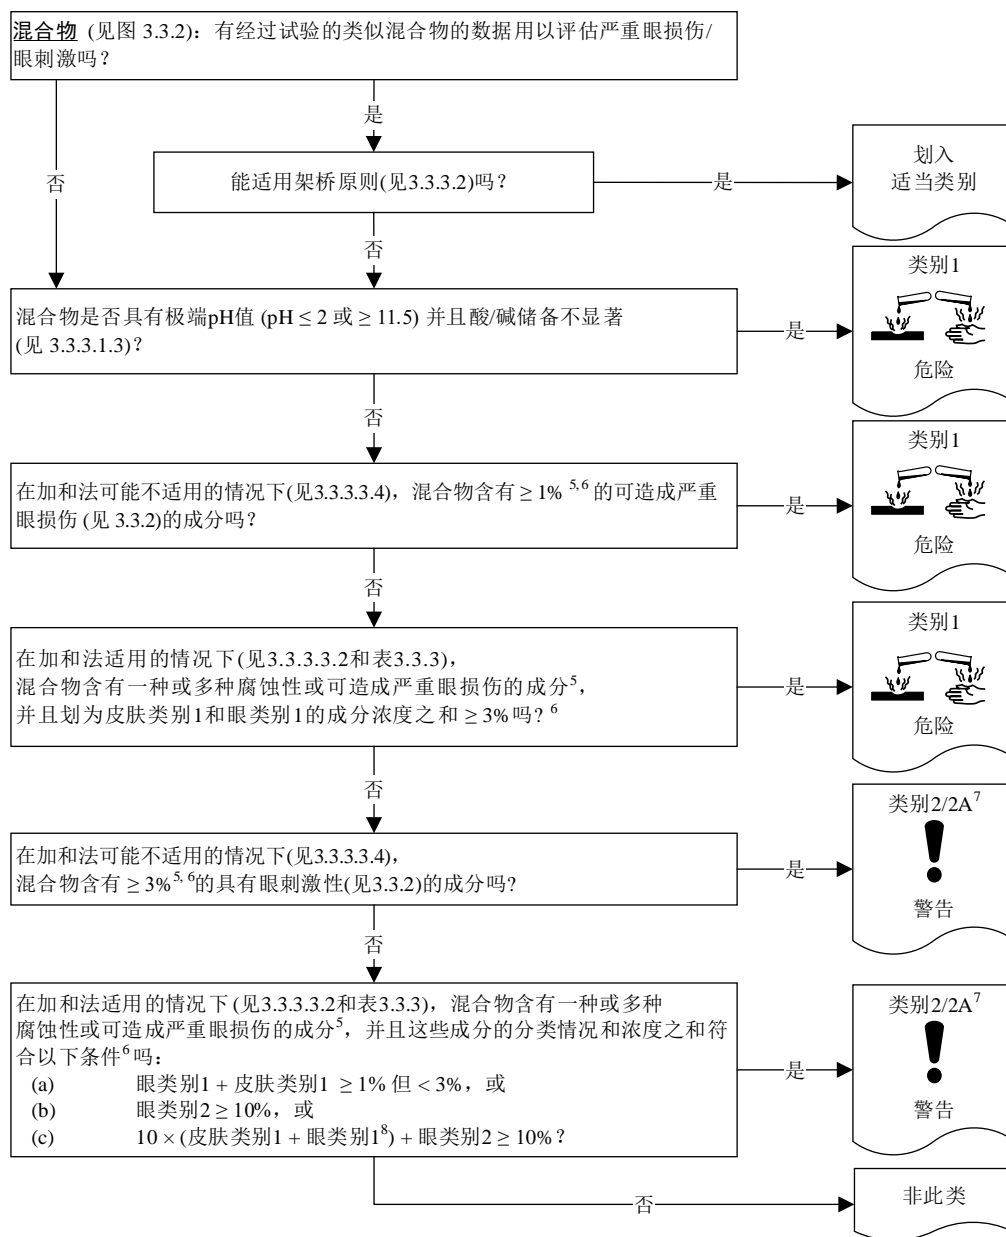 混合物 (见图 3.3.2)：有经过试验的类似混合物的数据用以评估严重眼损伤/
眼刺激吗？
是
否
能适用架桥原则(见3.3.3.2)吗？
是
划入
适当类别
否
混合物是否具有极端pH值 (pH ≤ 2 或 ≥ 11.5) 并且酸/碱储备不显著
(见 3.3.3.1.3)？
是
类别1
危险
否
在加和法可能不适用的情况下(见3.3.3.3.4)，混合物含有 ≥ 1% 5, 6 的可造成严重
眼损伤 (见 3.3.2)的成分吗？
是
类别1
危险
否
在加和法适用的情况下(见3.3.3.3.2和表3.3.3)，
混合物含有一种或多种腐蚀性或可造成严重眼损伤的成分5，
并且划为皮肤类别1和眼类别1的成分浓度之和 ≥ 3%吗？6
是
类别1
危险
否
在加和法可能不适用的情况下(见3.3.3.3.4)，
混合物含有 ≥ 3%5, 6的具有眼刺激性(见3.3.2)的成分吗?
是
类别2/2A7
警告
否
在加和法适用的情况下 (见3.3.3.3.2和表3.3.3)，混合物含有一种或多种
腐蚀性或可造成严重眼损伤的成分5，并且这些成分的分类情况和浓度之和符
合以下条件6吗：
(a) 眼类别1 + 皮肤类别1 ≥ 1% 但 < 3%，或
(b) 眼类别2 ≥ 10%，或
(c) 10 × (皮肤类别1 + 眼类别18) + 眼类别2 ≥ 10%？
是
类别2/2A7
警告
否
非此类